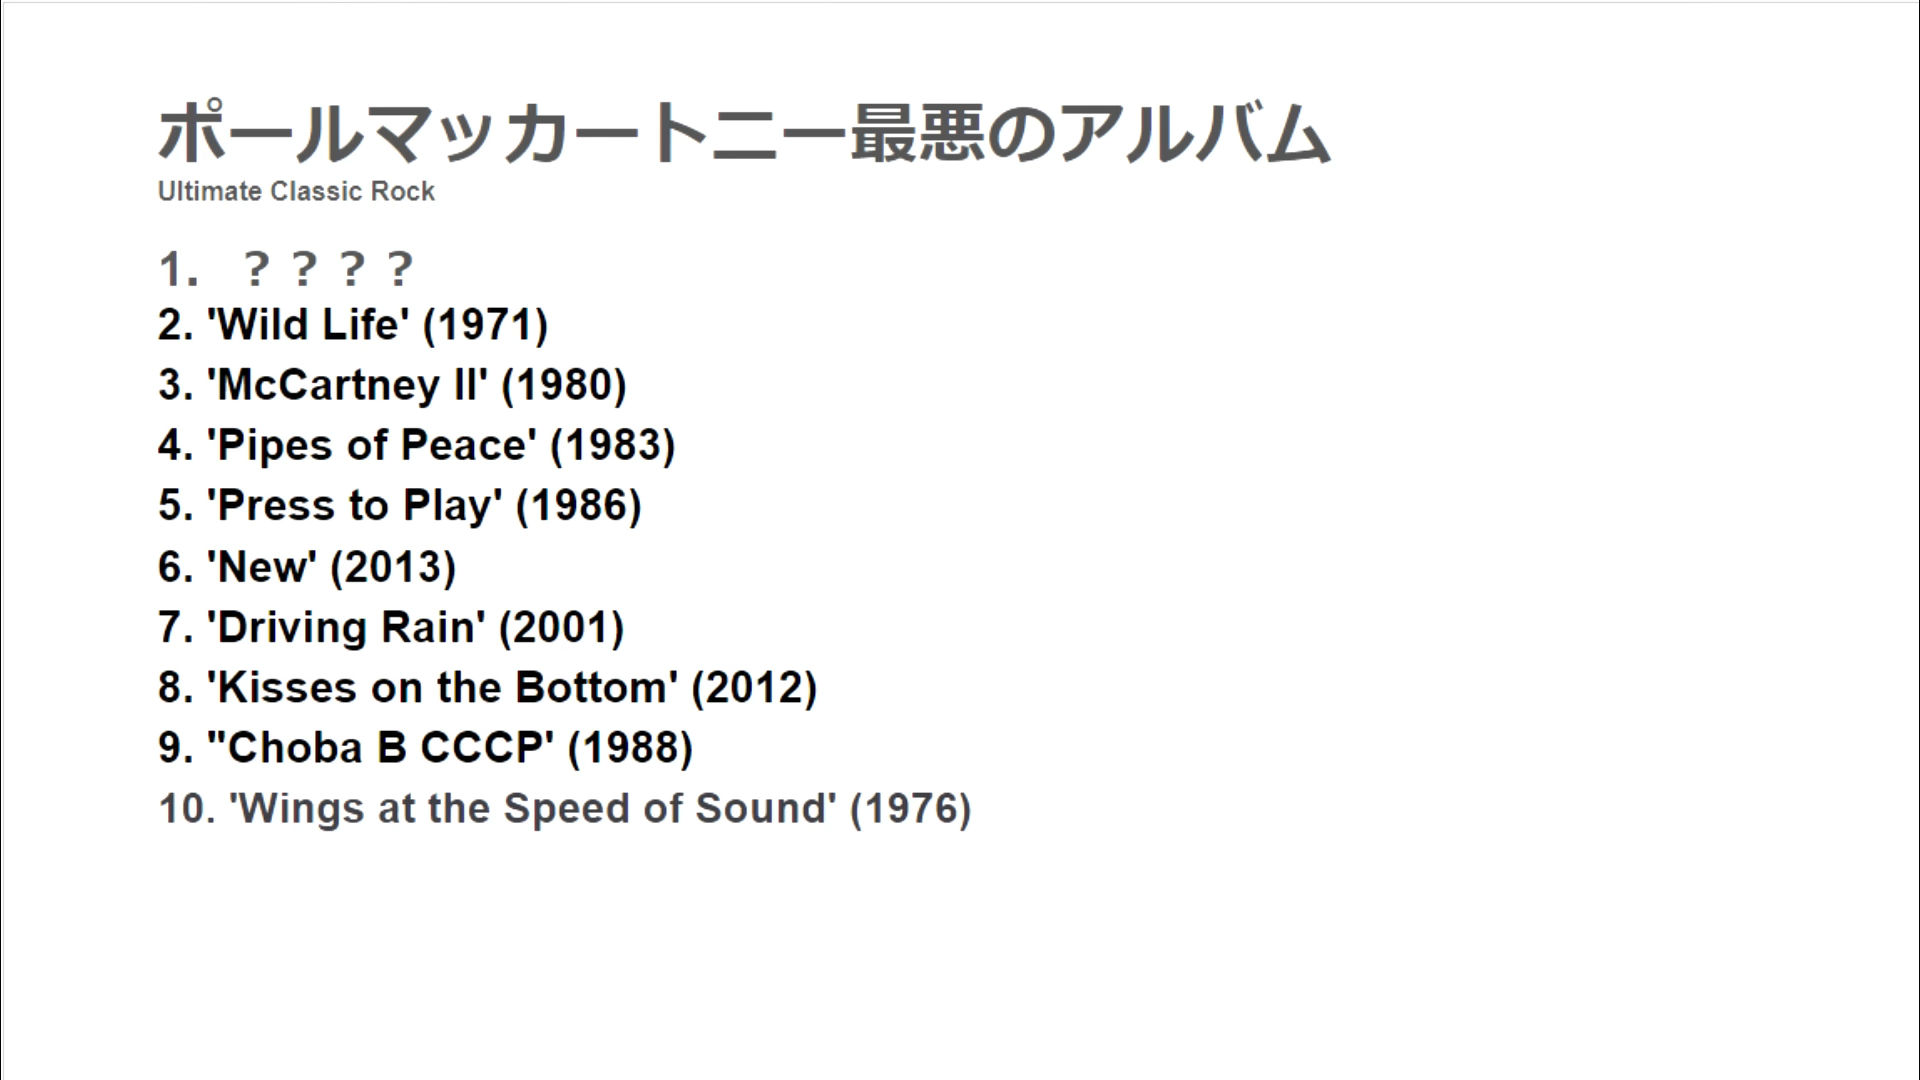 ポールマッカートニー最悪のアルバム
Ultimate Classic Rock
1. ？？？？
2. 'Wild Life' (1971)
3. 'McCartney II' (1980)
4. 'Pipes of Peace' (1983)
5. 'Press to Play' (1986)
6. 'New' (2013)
7. 'Driving Rain' (2001)
8. 'Kisses on the Bottom' (2012)
9. "Choba B CCCP' (1988)
10. 'Wings at the Speed of Sound' (1976)